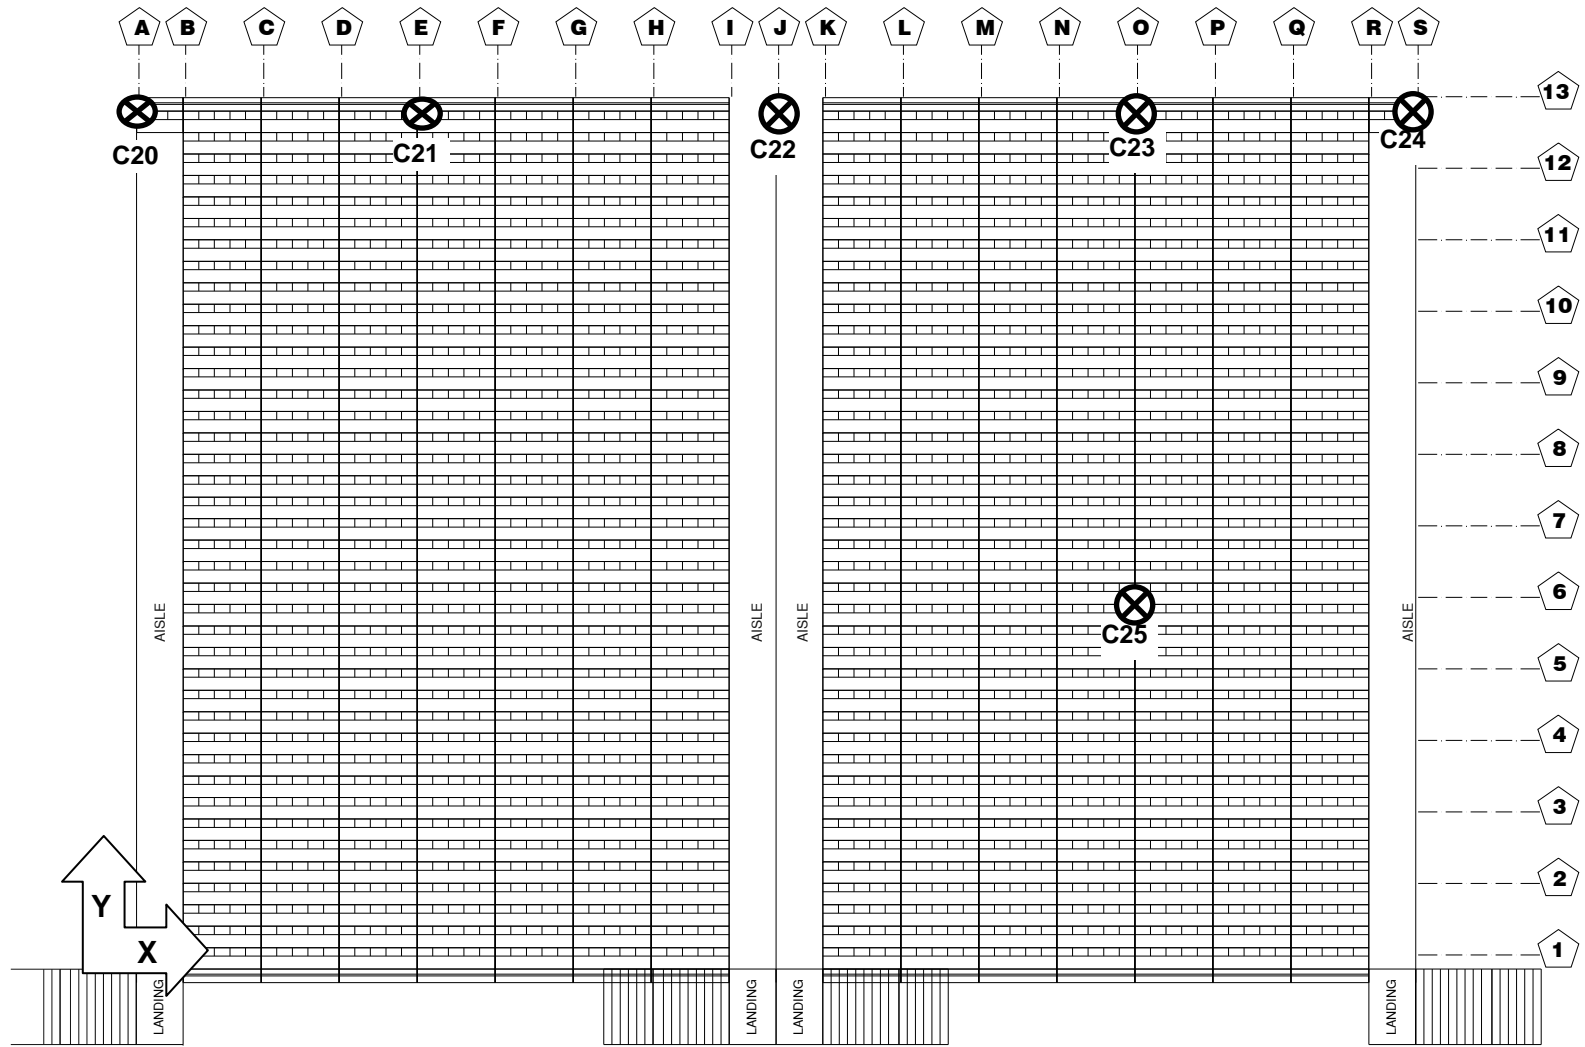 A B C D E F G H I J K L M N O P Q R S
13
C20 C21 C22 C23 C24
12
11
10
9
8
7
6
AISLE AISLE AISLE AISLE
C25
5
4
3
2
Y
X
1
LANDING LANDING LANDING LANDING